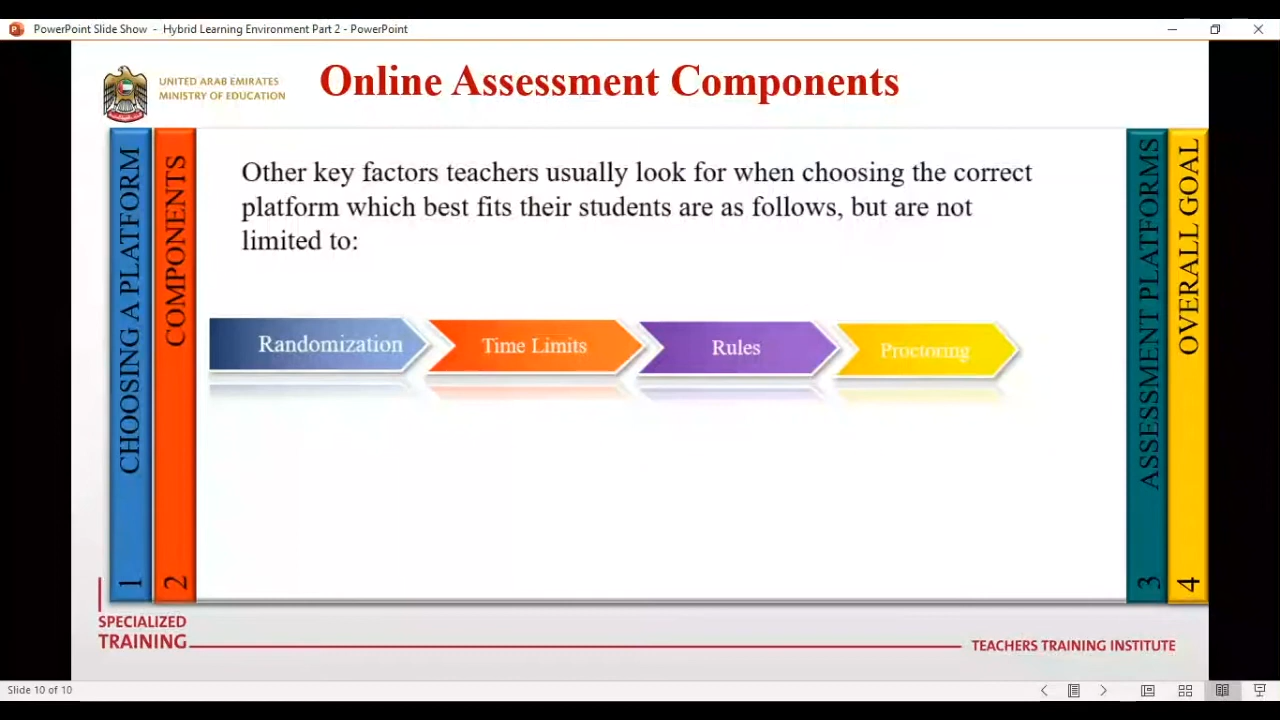 PowerPoint Slide Show - Hybrid Learning Environment Part 2 - PowerPoint
UNITED ARAB EMIRATES
MINISTRY OF EDUCATION
Online Assessment Components
CHOOSING A PLATFORM
1
COMPONENTS
2
Other key factors teachers usually look for when choosing the correct
platform which best fits their students are as follows, but are not
limited to:
Randomization
Time Limits
Rules
Proctoring
ASSESSMENT PLATFORMS
3
OVERALL GOAL
4
SPECIALIZED
TRAINING
TEACHERS TRAINING INSTITUTE
Slide 10 of 10